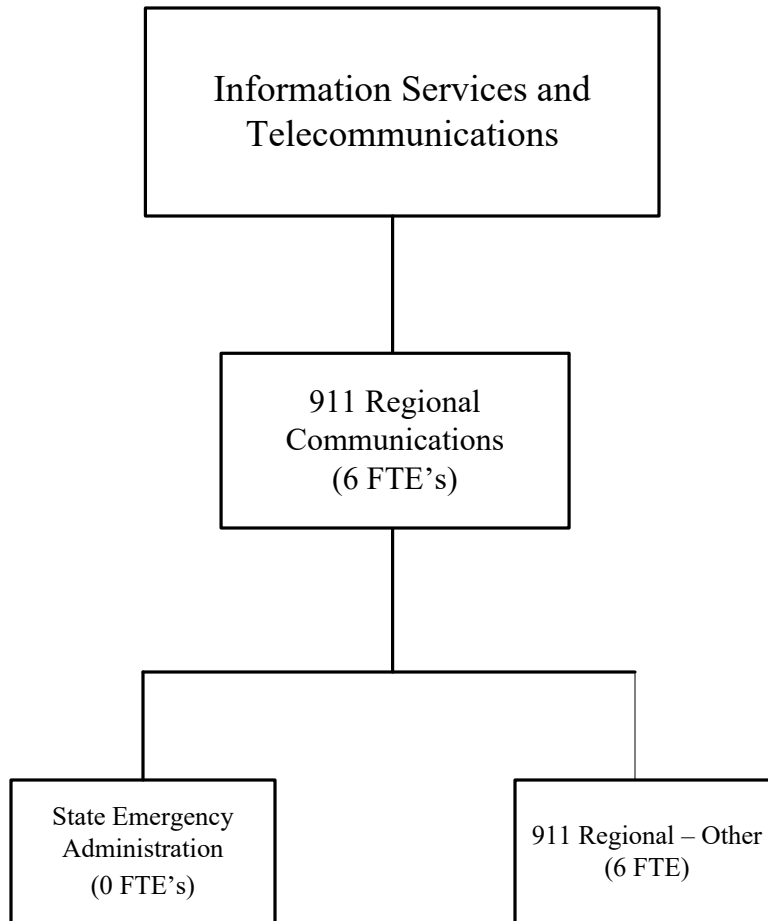 Information Services and
Telecommunications
911 Regional
Communications
(6 FTE’s)
State Emergency
Administration
(0 FTE’s)
911 Regional – Other
(6 FTE)